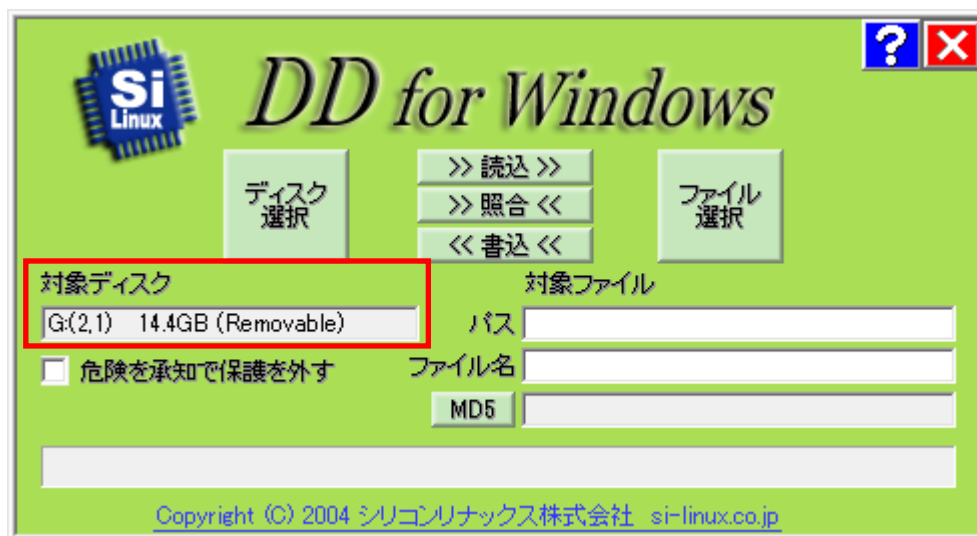 Si
Linux
DD for Windows
?
ディスク
選択
>> 読込 >>
>> 照合 <<
<< 書込 <<
ファイル
選択
対象ディスク
G:(2,1) 14.4GB (Removable)
危険を承知で保護を外す
対象ファイル
パス
ファイル名
MD5
Copyright (C) 2004 シリコンリナックス株式会社 si-linux.co.jp